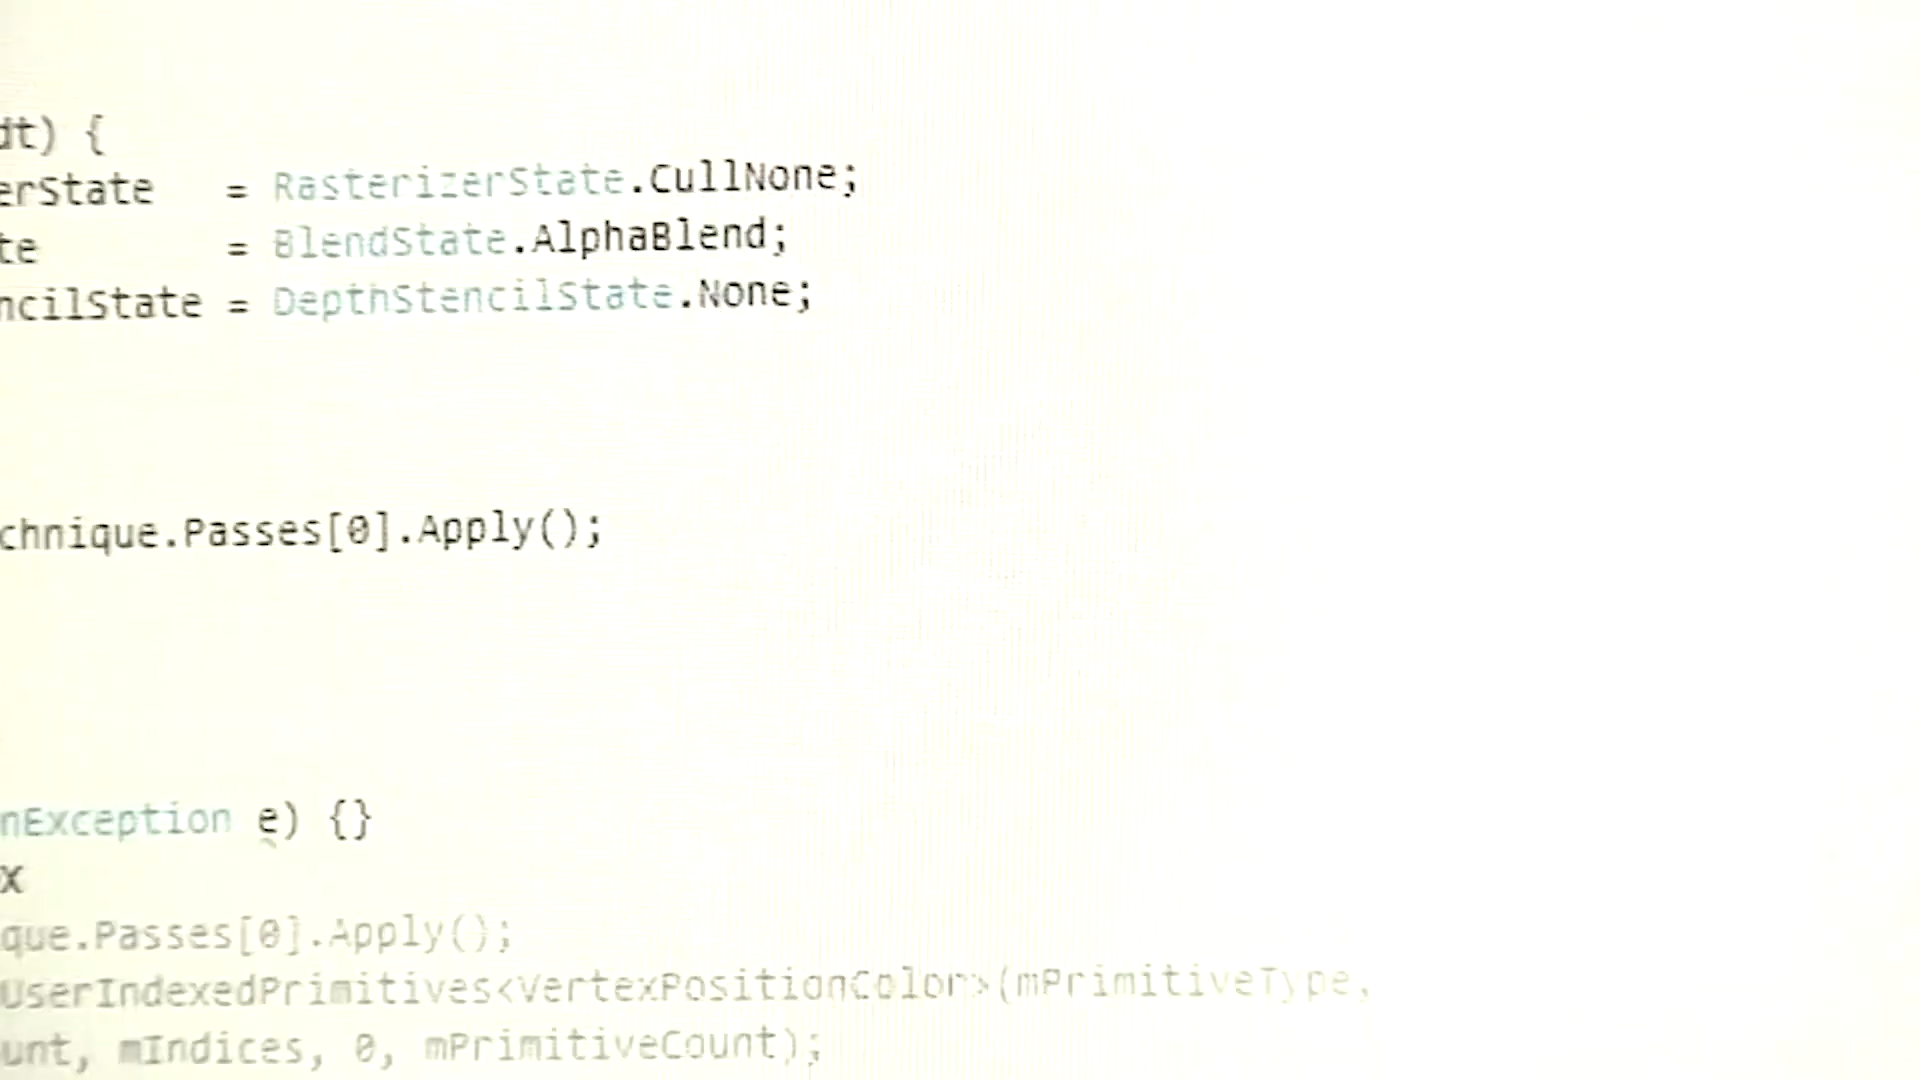 dt) {
erState = RasterizerState.CullNone;
te = BlendState.AlphaBlend;
ncilState = DepthStencilState.None;
chnique.Passes[0].Apply();
nException e) {}
x
que.Passes[0].Apply();
UserIndexedPrimitives<VertexPositionColor>(mPrimitiveType,
unt, mIndices, 0, mPrimitiveCount);